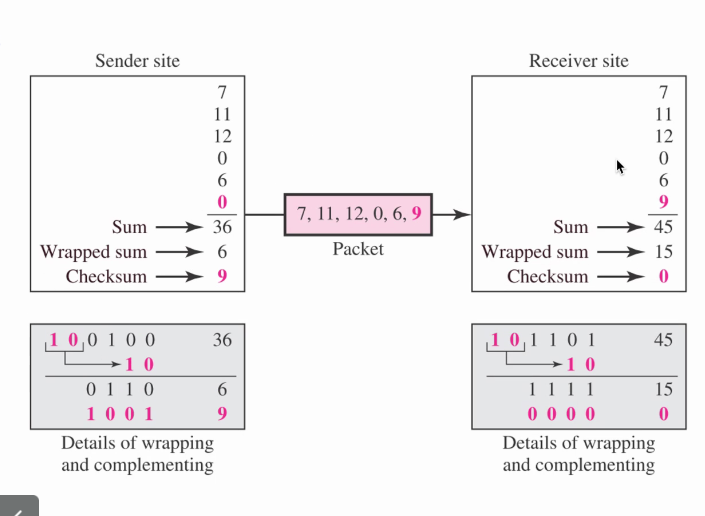 Sender site
7
11
12
0
6
0
Sum 36
Wrapped sum 6
Checksum 9
7, 11, 12, 0, 6, 9
Packet
Receiver site
7
11
12
0
6
9
Sum 45
Wrapped sum 15
Checksum 0
1 0 0 1 0 0 36
1 0
0 1 1 0 6
1 0 0 1 9
Details of wrapping
and complementing
1 0 1 1 0 1 45
1 0
1 1 1 1 15
0 0 0 0 0
Details of wrapping
and complementing